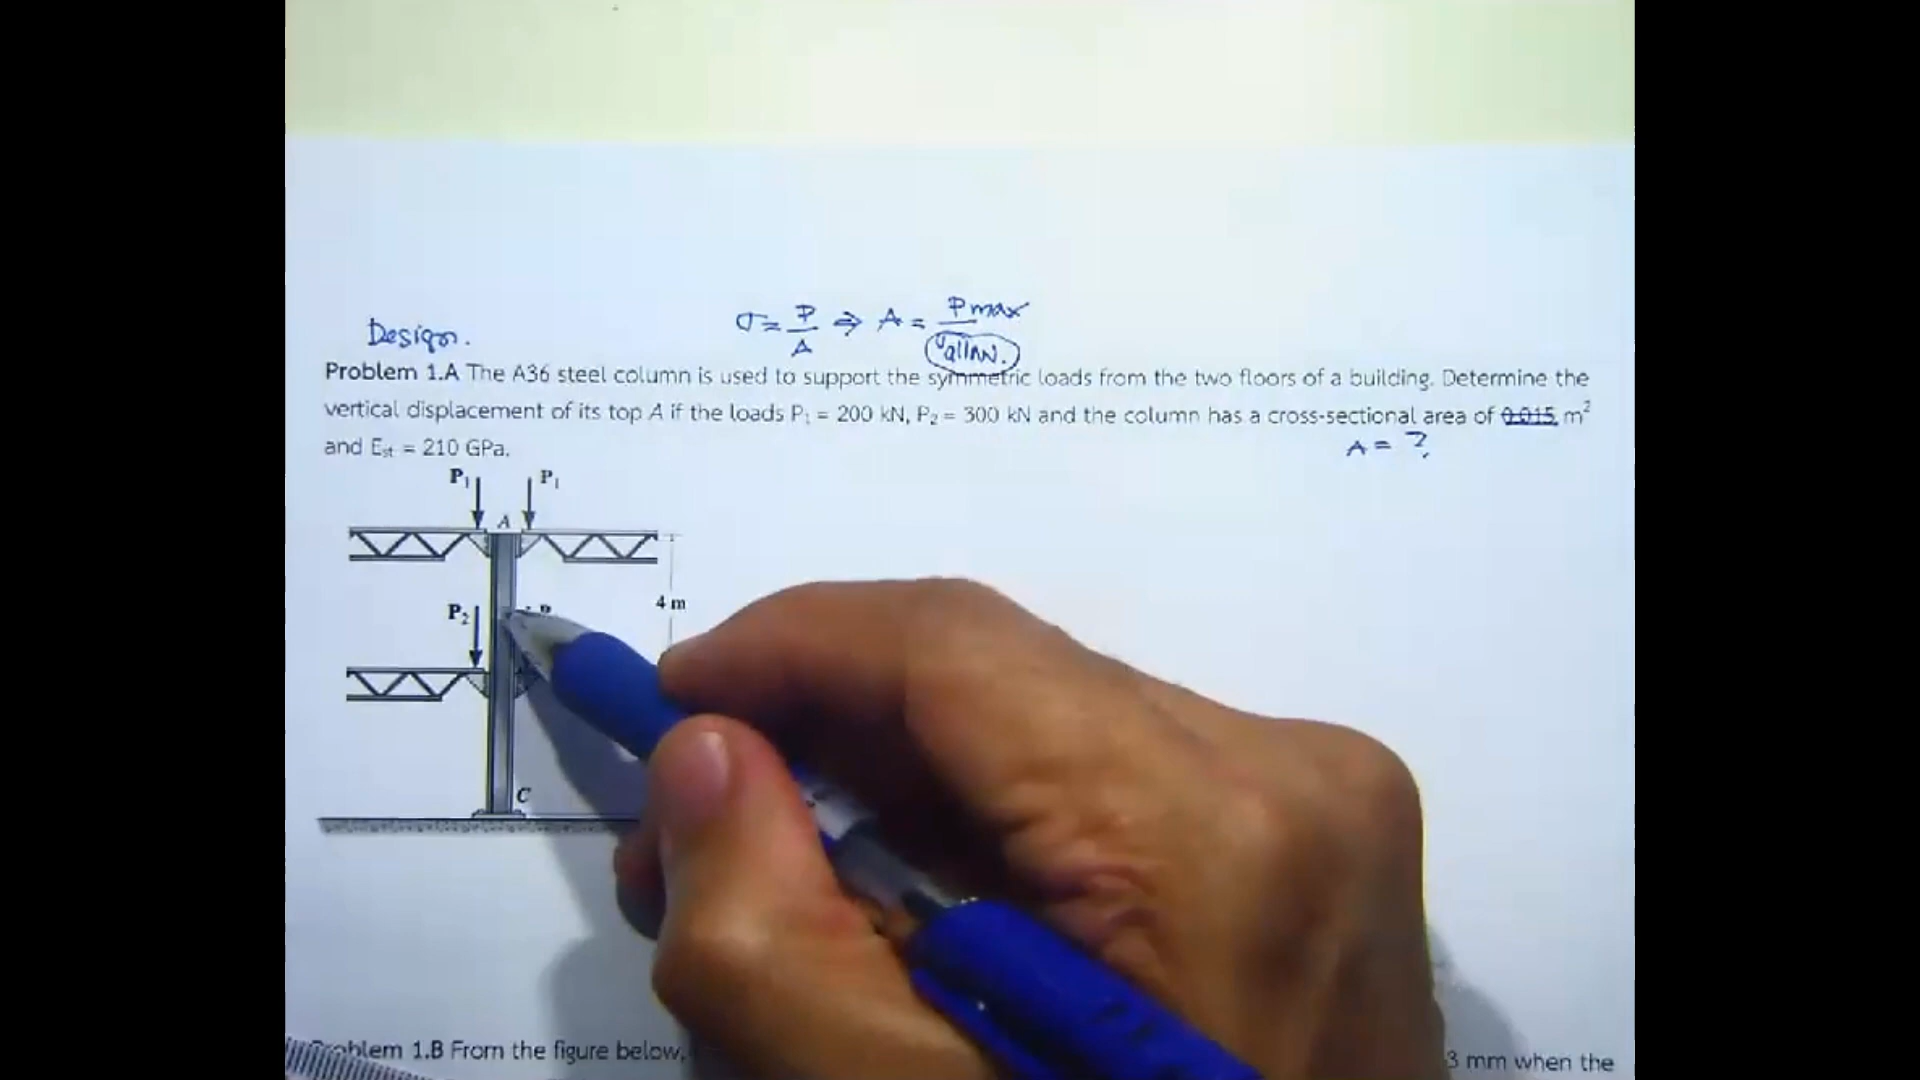 Design.
σ = P/A ⇒ A = Pmax/σallow.
Problem 1.A The A36 steel column is used to support the symmetric loads from the two floors of a building. Determine the
vertical displacement of its top A if the loads P₁ = 200 kN, P₂ = 300 kN and the column has a cross-sectional area of 0.015 m²
A = ?
and Eₛₜ = 210 GPa.
P₁ P₁
A
4 m
P₂
C
Problem 1.B From the figure below,
3 mm when the